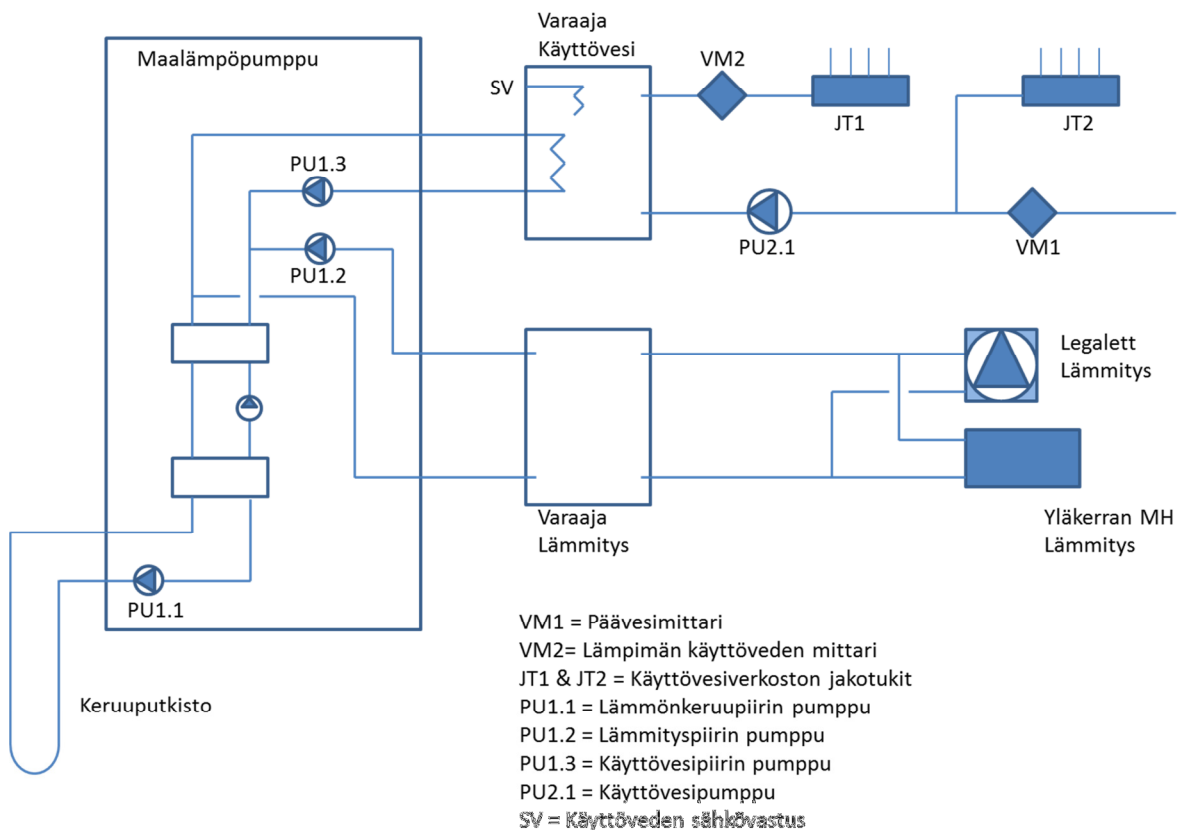 Varaaja
Käyttövesi
Maalämpöpumppu
VM2
SV
JT1
JT2
PU1.3
PU2.1
VM1
PU1.2
Legalett
Lämmitys
Varaaja
Lämmitys
Yläkerran MH
Lämmitys
PU1.1
Keruuputkisto
VM1 = Päävesimittari
VM2= Lämpimän käyttöveden mittari
JT1 & JT2 = Käyttövesiverkoston jakotukit
PU1.1 = Lämmönkeruupiirin pumppu
PU1.2 = Lämmityspiirin pumppu
PU1.3 = Käyttövesipiirin pumppu
PU2.1 = Käyttövesipumppu
SV = Käyttöveden sähkövastus